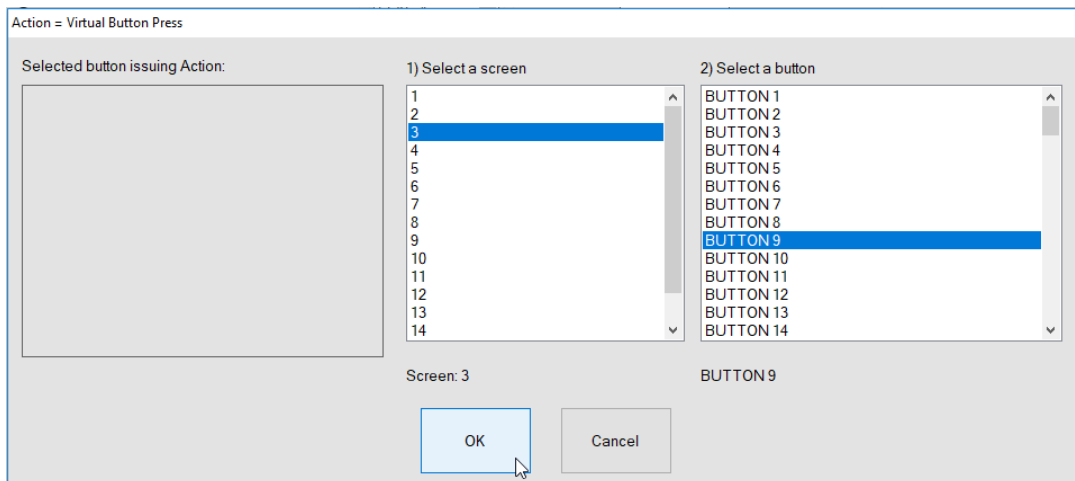 Action = Virtual Button Press
Selected button issuing Action:
1) Select a screen
1
2
3
4
5
6
7
8
9
10
11
12
13
14
Screen: 3
2) Select a button
BUTTON 1
BUTTON 2
BUTTON 3
BUTTON 4
BUTTON 5
BUTTON 6
BUTTON 7
BUTTON 8
BUTTON 9
BUTTON 10
BUTTON 11
BUTTON 12
BUTTON 13
BUTTON 14
BUTTON 9
OK
Cancel